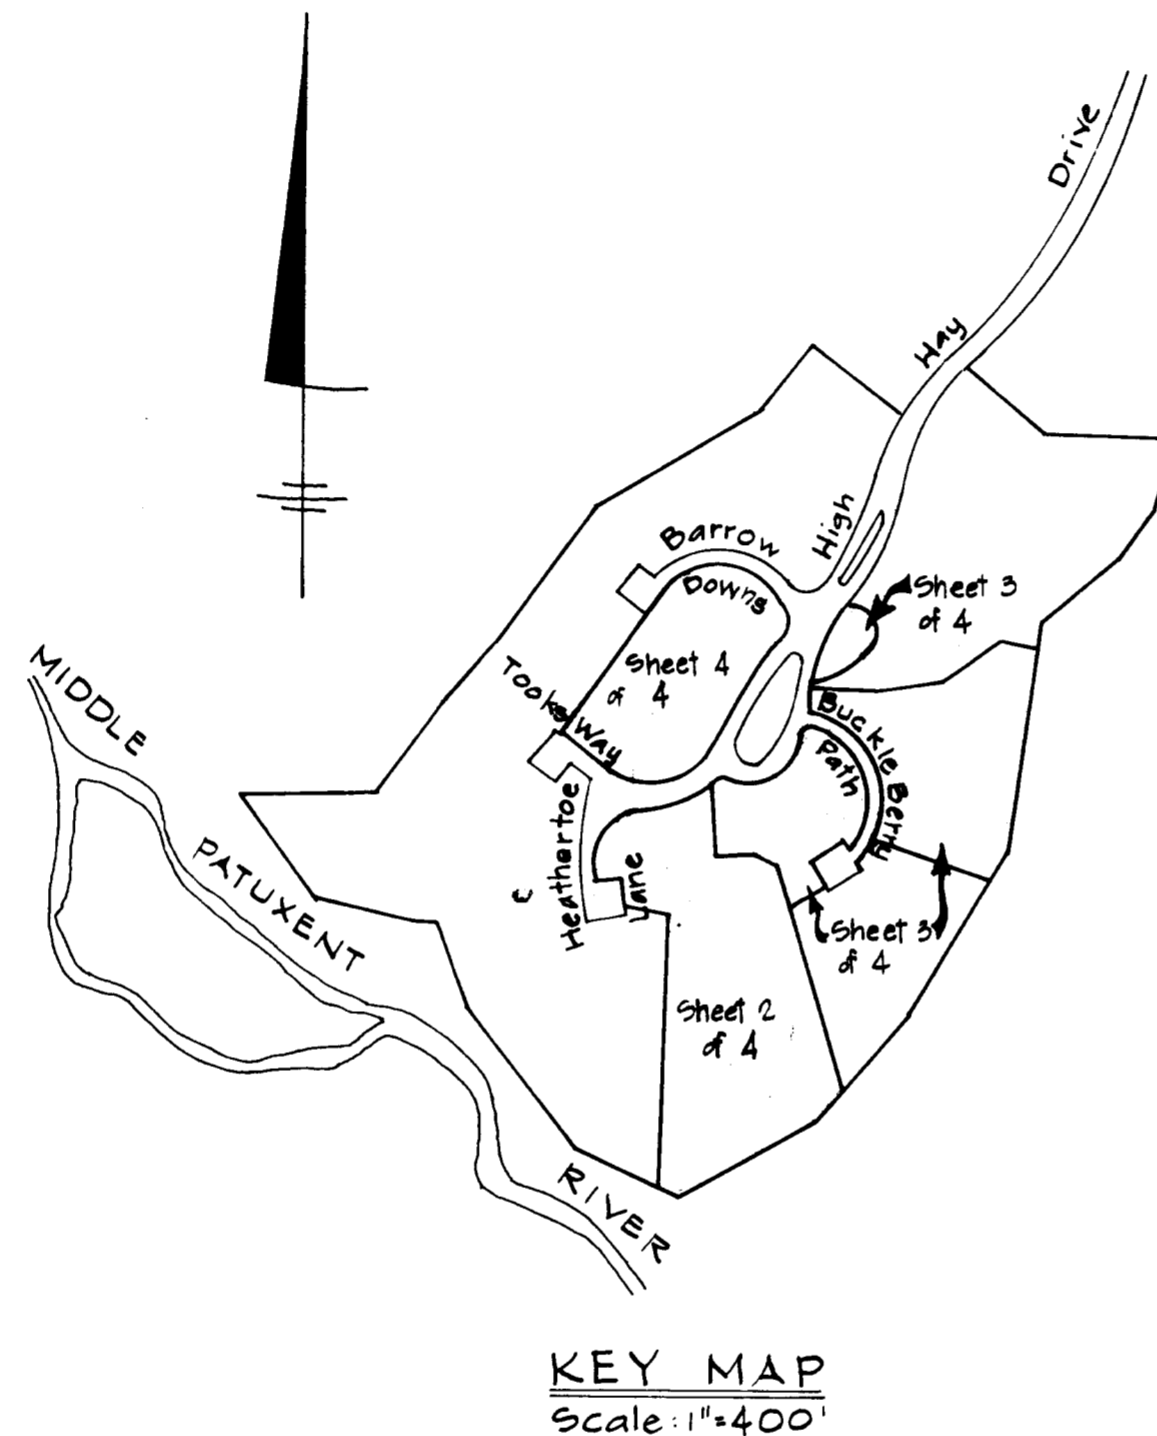 Drive
Hay
High
Barrow
Downs
Sheet 3
of 4
Sheet 4
of 4
Tooks Way
MIDDLE
PATUXENT
RIVER
Buckle Berry
Path
Heathertoe
Lane
Sheet 3
of 4
Sheet 2
of 4
KEY MAP
Scale: 1"=400'